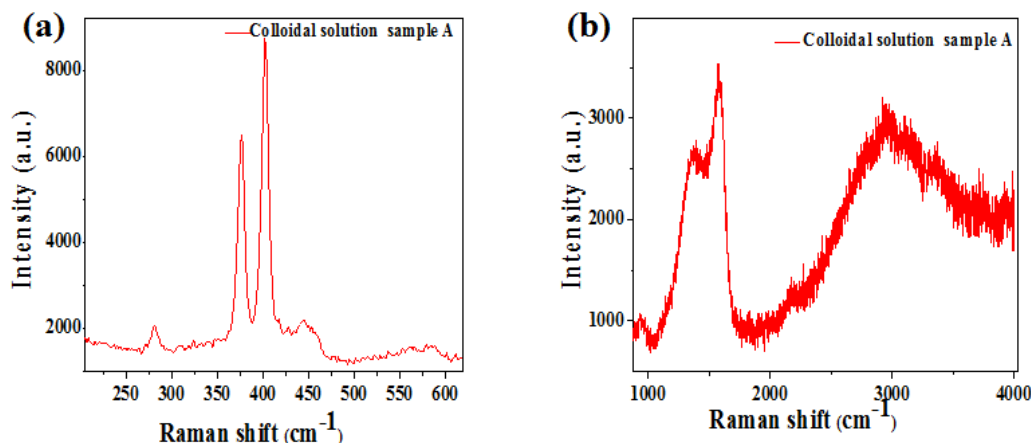 (a)
Colloidal solution sample A
8000
6000
4000
2000
Intensity (a.u.)
250 300 350 400 450 500 550 600
Raman shift (cm-1)
(b)
Colloidal solution sample A
3000
2000
1000
Intensity (a.u.)
1000 2000 3000 4000
Raman shift (cm-1)